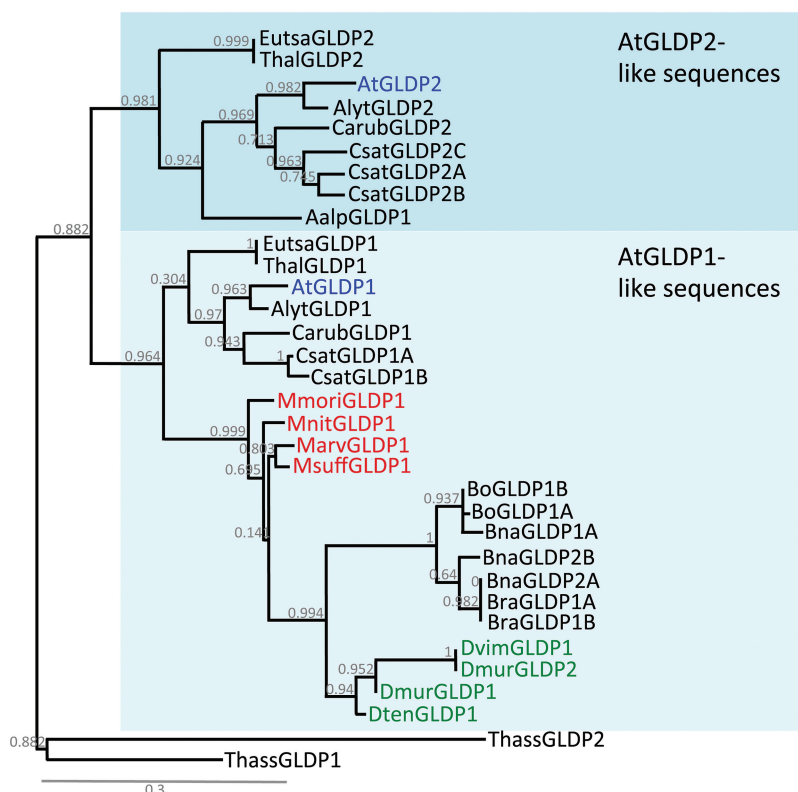 0.999
EutsaGLDP2
ThalGLDP2
AtGLDP2-
like sequences
0.981
0.982
AtGLDP2
AlytGLDP2
0.969
CarubGLDP2
0.713
CsatGLDP2C
0.924
0.963
CsatGLDP2A
0.745
CsatGLDP2B
AalpGLDP1
0.882
1
EutsaGLDP1
ThalGLDP1
AtGLDP1-
like sequences
0.304
0.963
AtGLDP1
AlytGLDP1
0.97
CarubGLDP1
0.943
0.964
1
CsatGLDP1A
CsatGLDP1B
MmoriGLDP1
0.999
MnitGLDP1
0.803
MarvGLDP1
0.695
MsuffGLDP1
0.937
BoGLDP1B
BoGLDP1A
0.141
1
BnaGLDP1A
BnaGLDP2B
0.64
0
BnaGLDP2A
0.982
BraGLDP1A
0.994
BraGLDP1B
1
DvimGLDP1
0.952
DmurGLDP2
0.94
DmurGLDP1
DtenGLDP1
0.882
ThassGLDP2
ThassGLDP1
0.3